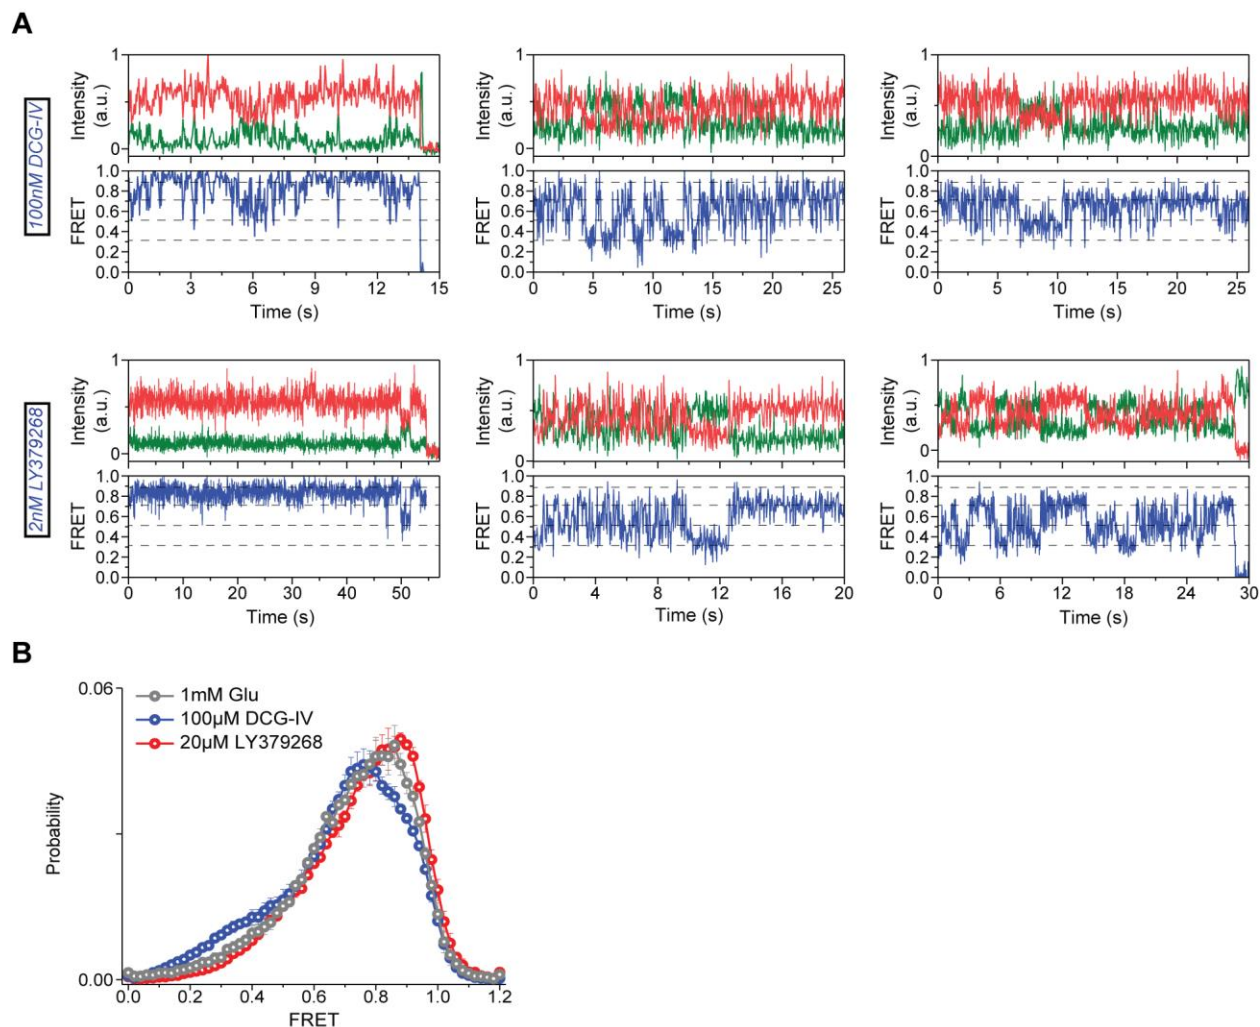 A
100nM DCG-IV
Intensity
(a.u.)
1
0
FRET
1.0
0.8
0.6
0.4
0.2
0.0
0 3 6 9 12 15
Time (s)
Intensity
(a.u.)
1
0
FRET
1.0
0.8
0.6
0.4
0.2
0.0
0 5 10 15 20 25
Time (s)
Intensity
(a.u.)
1
0
FRET
1.0
0.8
0.6
0.4
0.2
0.0
0 5 10 15 20 25
Time (s)
2nM LY379268
Intensity
(a.u.)
1
0
FRET
1.0
0.8
0.6
0.4
0.2
0.0
0 10 20 30 40 50
Time (s)
Intensity
(a.u.)
1
0
FRET
1.0
0.8
0.6
0.4
0.2
0.0
0 4 8 12 16 20
Time (s)
Intensity
(a.u.)
1
0
FRET
1.0
0.8
0.6
0.4
0.2
0.0
0 6 12 18 24 30
Time (s)
B
Probability
0.06
0.00
1mM Glu
100µM DCG-IV
20µM LY379268
0.0 0.2 0.4 0.6 0.8 1.0 1.2
FRET